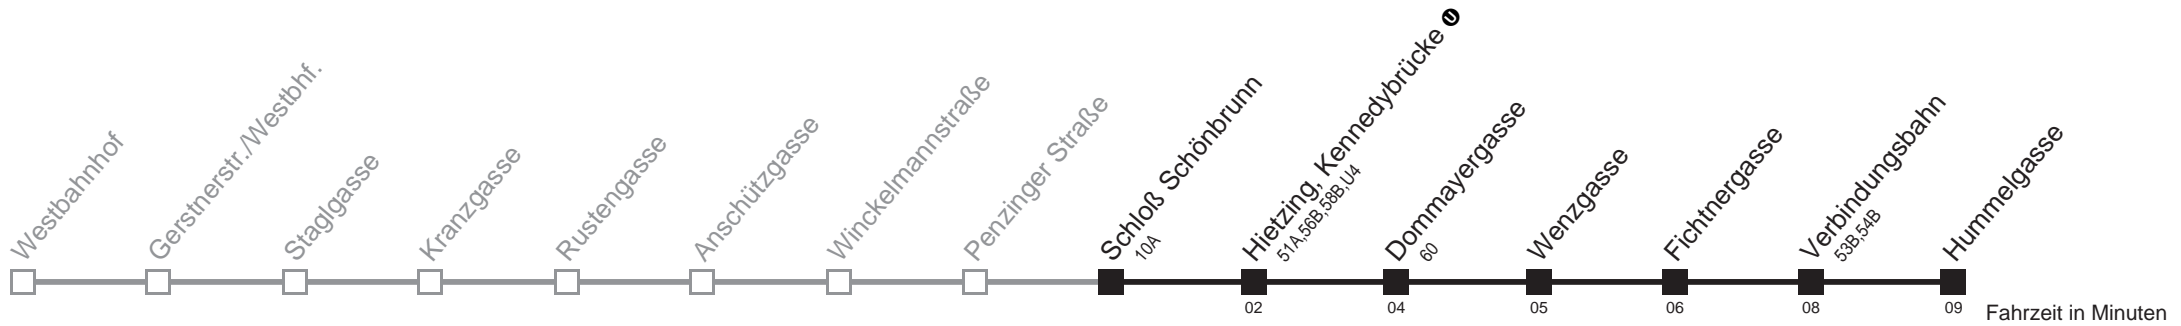 Westbahnhof
Gerstnerstr./Westbhf.
Staglgasse
Kranzgasse
Rustengasse
Anschützgasse
Winckelmannstraße
Penzinger Straße
Schloß Schönbrunn
10A
Hietzing, Kennedybrücke U
51A,56B,58B,U4
Dommayergasse
60
Wenzgasse
Fichtnergasse
Verbindungsbahn
53B,54B
Hummelgasse
02 04 05 06 08 09 Fahrzeit in Minuten